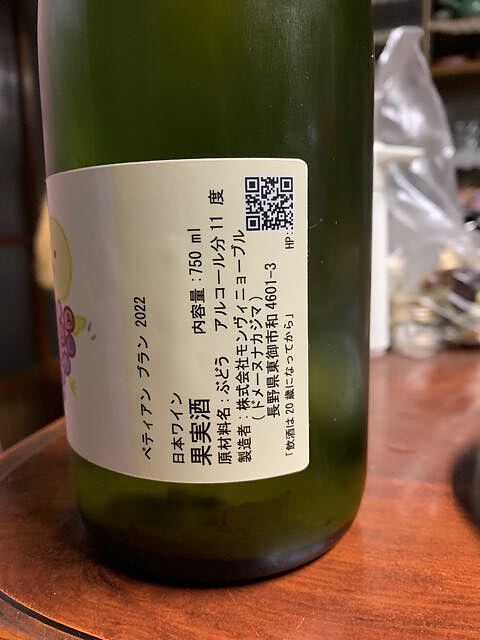 ペティアン ブラン 2022
日本ワイン
果実酒 内容量:750 ml
原材料名:ぶどう アルコール分 11 度
製造者:株式会社モンヴィニョーブル
(ドメーヌナカジマ)
長野県東御市和 4601-3
「飲酒は 20 歳になってから」
HP: